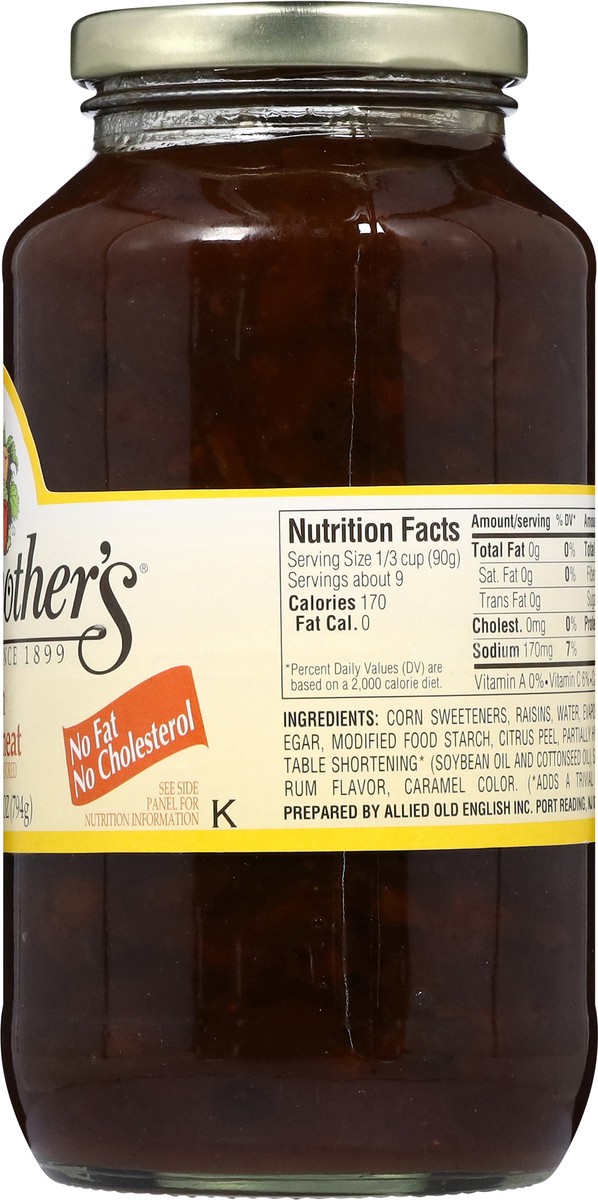 other's®
1899
No Fat
No Cholesterol
(794g)
SEE SIDE
PANEL FOR
NUTRITION INFORMATION
K
Nutrition Facts
Serving Size 1/3 cup (90g)
Servings about 9
Calories 170
Fat Cal. 0
*Percent Daily Values (DV) are
based on a 2,000 calorie diet.
Amount/serving % DV*
Total Fat 0g 0%
Sat. Fat 0g 0%
Trans Fat 0g
Cholest. 0mg 0%
Sodium 170mg 7%
Vitamin A 0% • Vitamin C 6% •
INGREDIENTS: CORN SWEETENERS, RAISINS, WATER,
EGAR, MODIFIED FOOD STARCH, CITRUS PEEL, PARTIALLY
TABLE SHORTENING* (SOYBEAN OIL AND COTTONSEED OIL),
RUM FLAVOR, CARAMEL COLOR. (*ADDS A TRIVIAL
PREPARED BY ALLIED OLD ENGLISH INC. PORT READING, NJ